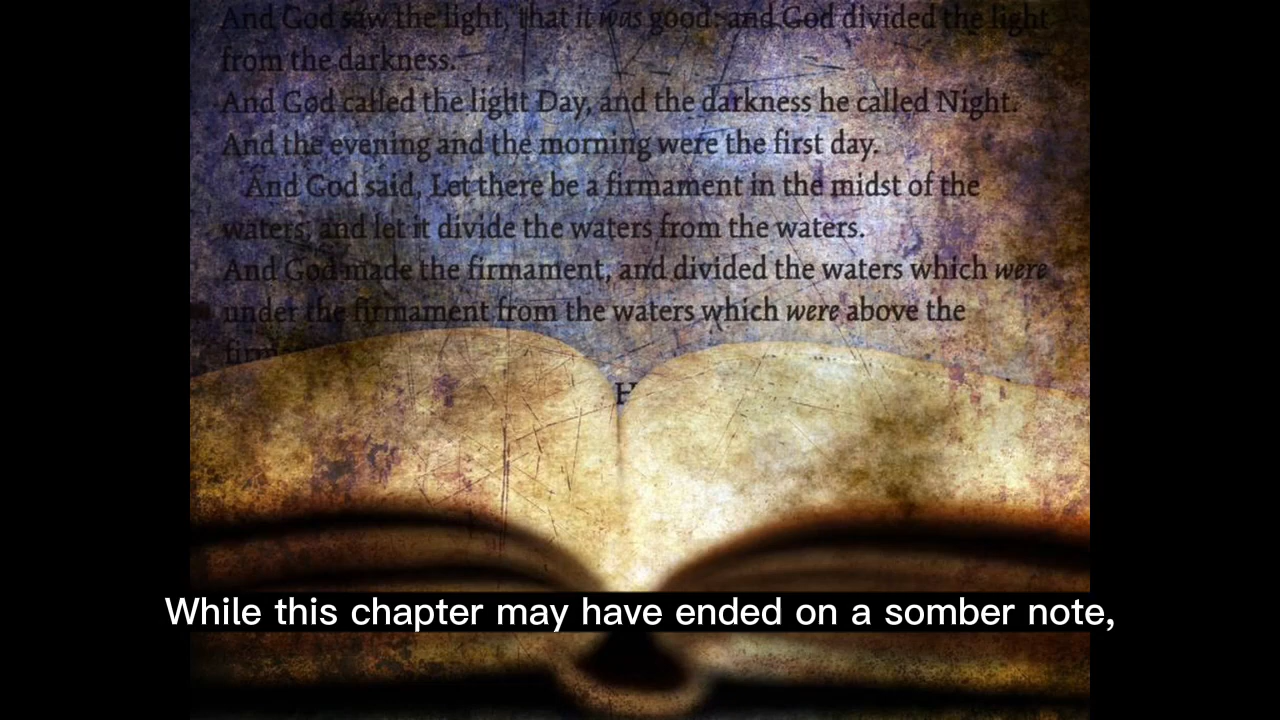 And God saw the light, that it was good: and God divided the light
from the darkness.
And God called the light Day, and the darkness he called Night.
And the evening and the morning were the first day.
And God said, Let there be a firmament in the midst of the
waters, and let it divide the waters from the waters.
And God made the firmament, and divided the waters which were
under the firmament from the waters which were above the
While this chapter may have ended on a somber note,